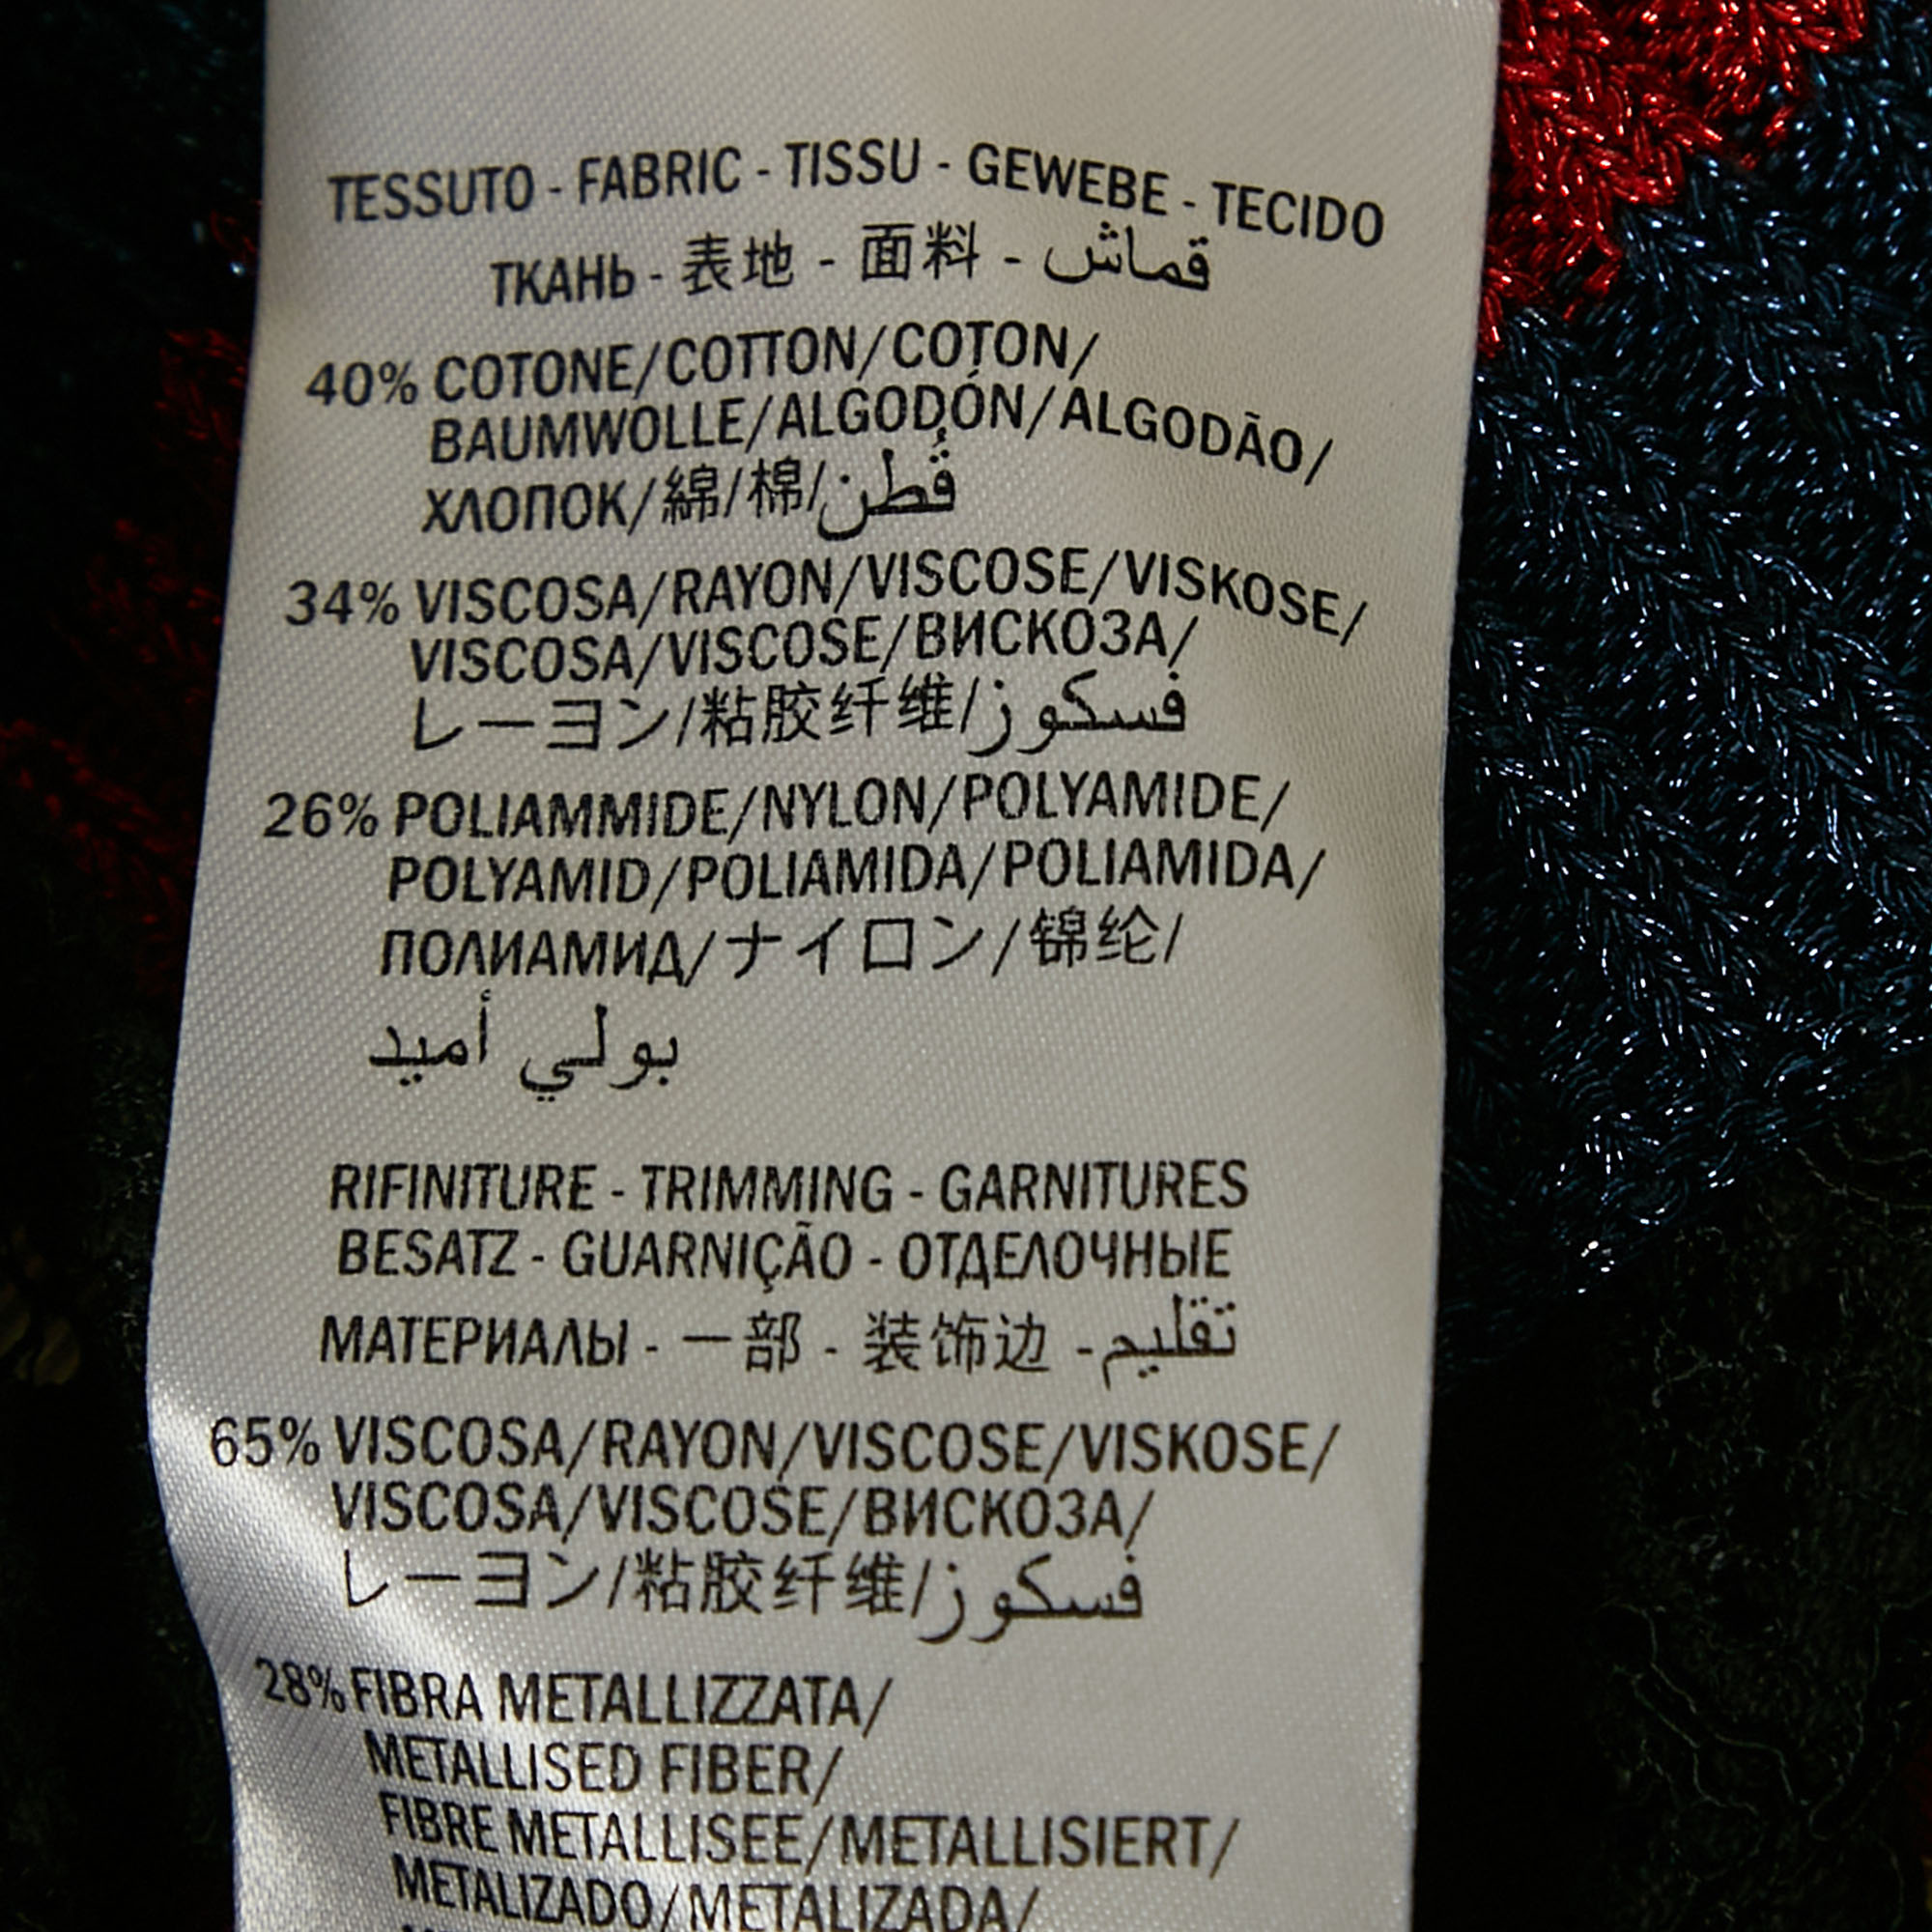 TESSUTO - FABRIC - TISSU - GEWEBE - TECIDO
ТКАНЬ - 表地 - 面料 - قماش
40% COTONE/COTTON/COTON/
BAUMWOLLE/ALGODÓN/ALGODÃO/
ХЛОПОК/綿/棉/قُطن
34% VISCOSA/RAYON/VISCOSE/VISKOSE/
VISCOSA/VISCOSE/ВИСКОЗА/
レーヨン/粘胶纤维/فسكوز
26% POLIAMMIDE/NYLON/POLYAMIDE/
POLYAMID/POLIAMIDA/POLIAMIDA/
ПОЛИАМИД/ナイロン/锦纶/
بولي أميد
RIFINITURE - TRIMMING - GARNITURES
BESATZ - GUARNIÇÃO - ОТДЕЛОЧНЫЕ
МАТЕРИАЛЫ - 一部 - 装饰边 - تقليم
65% VISCOSA/RAYON/VISCOSE/VISKOSE/
VISCOSA/VISCOSE/ВИСКОЗА/
レーヨン/粘胶纤维/فسكوز
28% FIBRA METALLIZZATA/
METALLISED FIBER/
FIBRE METALLISEE/METALLISIERT/
METALIZADO/METALIZADA/